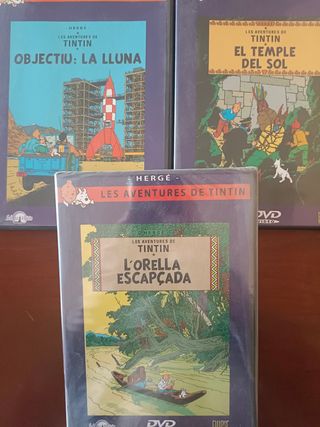 HERGÉ
LES AVENTURES DE
TINTIN
OBJECTIU: LA LLUNA
LES AVENTURES DE
TINTIN
EL TEMPLE
DEL SOL
DVD
VIDEO
- HERGÉ -
LES AVENTURES DE TINTIN
LES AVENTURES DE
TINTIN
L'ORELLA
ESCAPÇADA
DVD